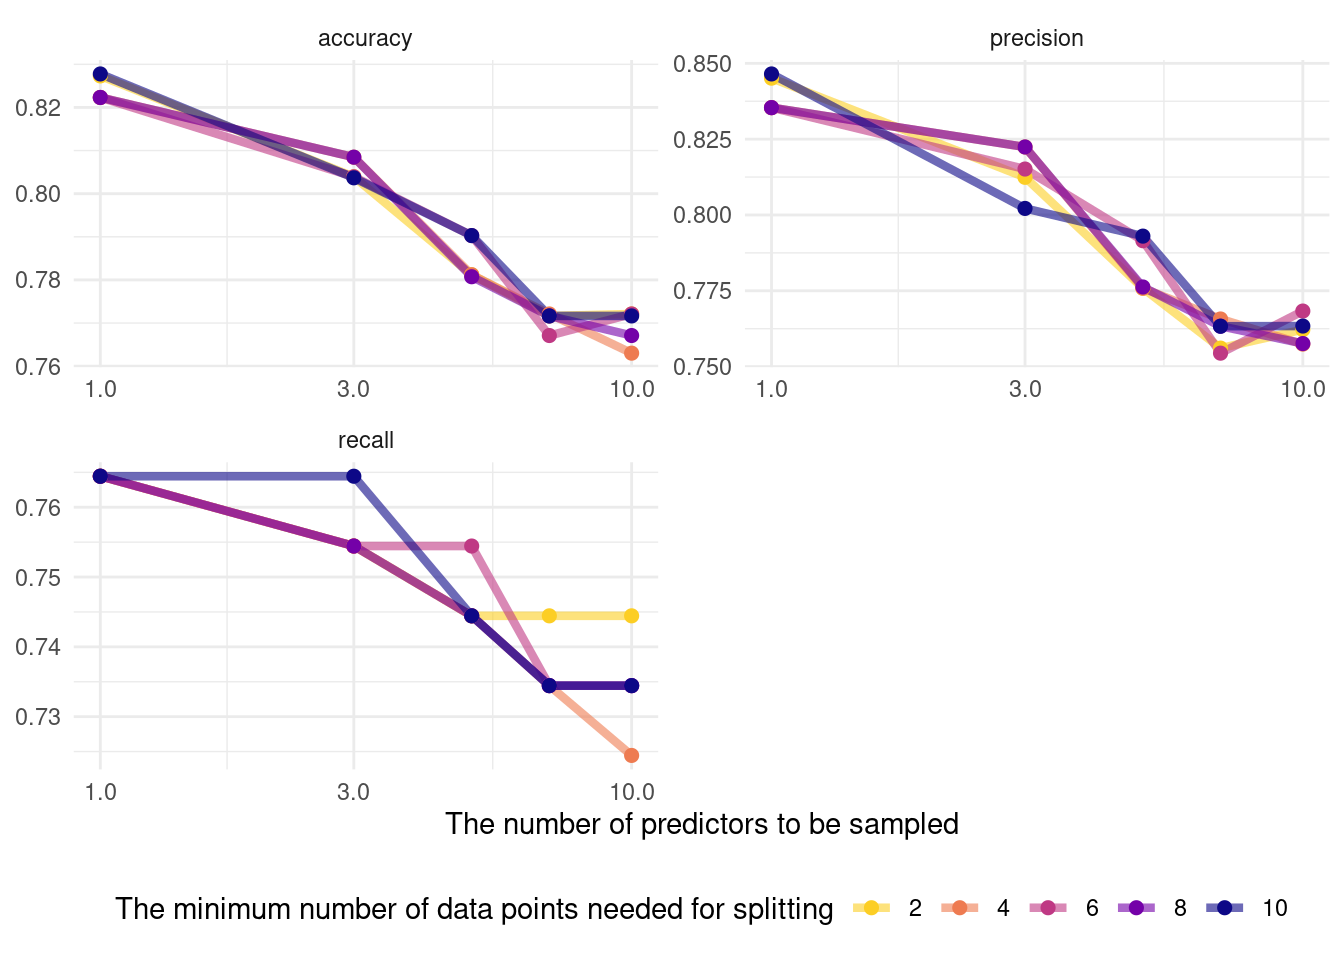 accuracy
precision
0.82
0.80
0.78
0.76
1.0 3.0 10.0
0.850
0.825
0.800
0.775
0.750
1.0 3.0 10.0
recall
0.76
0.75
0.74
0.73
1.0 3.0 10.0
The number of predictors to be sampled
The minimum number of data points needed for splitting 2 4 6 8 10